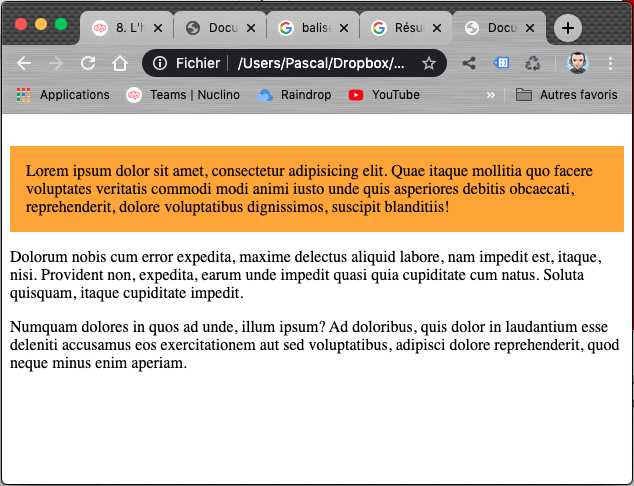 8. L'h
Docu
balis
Résu
Docu
Fichier
/Users/Pascal/Dropbox/...
Applications
Teams | Nuclino
Raindrop
YouTube
»
Autres favoris
Lorem ipsum dolor sit amet, consectetur adipisicing elit. Quae itaque mollitia quo facere
voluptates veritatis commodi modi animi iusto unde quis asperiores debitis obcaecati,
reprehenderit, dolore voluptatibus dignissimos, suscipit blanditiis!
Dolorum nobis cum error expedita, maxime delectus aliquid labore, nam impedit est, itaque,
nisi. Provident non, expedita, earum unde impedit quasi quia cupiditate cum natus. Soluta
quisquam, itaque cupiditate impedit.
Numquam dolores in quos ad unde, illum ipsum? Ad doloribus, quis dolor in laudantium esse
deleniti accusamus eos exercitationem aut sed voluptatibus, adipisci dolore reprehenderit, quod
neque minus enim aperiam.